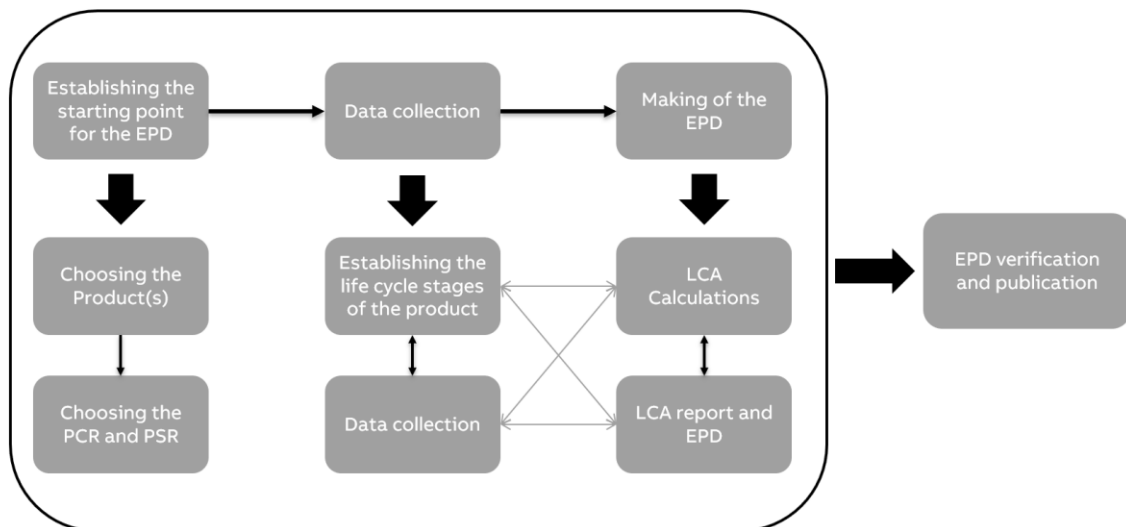 Establishing the
starting point
for the EPD
Data collection
Making of the
EPD
Choosing the
Product(s)
Establishing the
life cycle stages
of the product
LCA
Calculations
EPD verification
and publication
Choosing the
PCR and PSR
Data collection
LCA report and
EPD